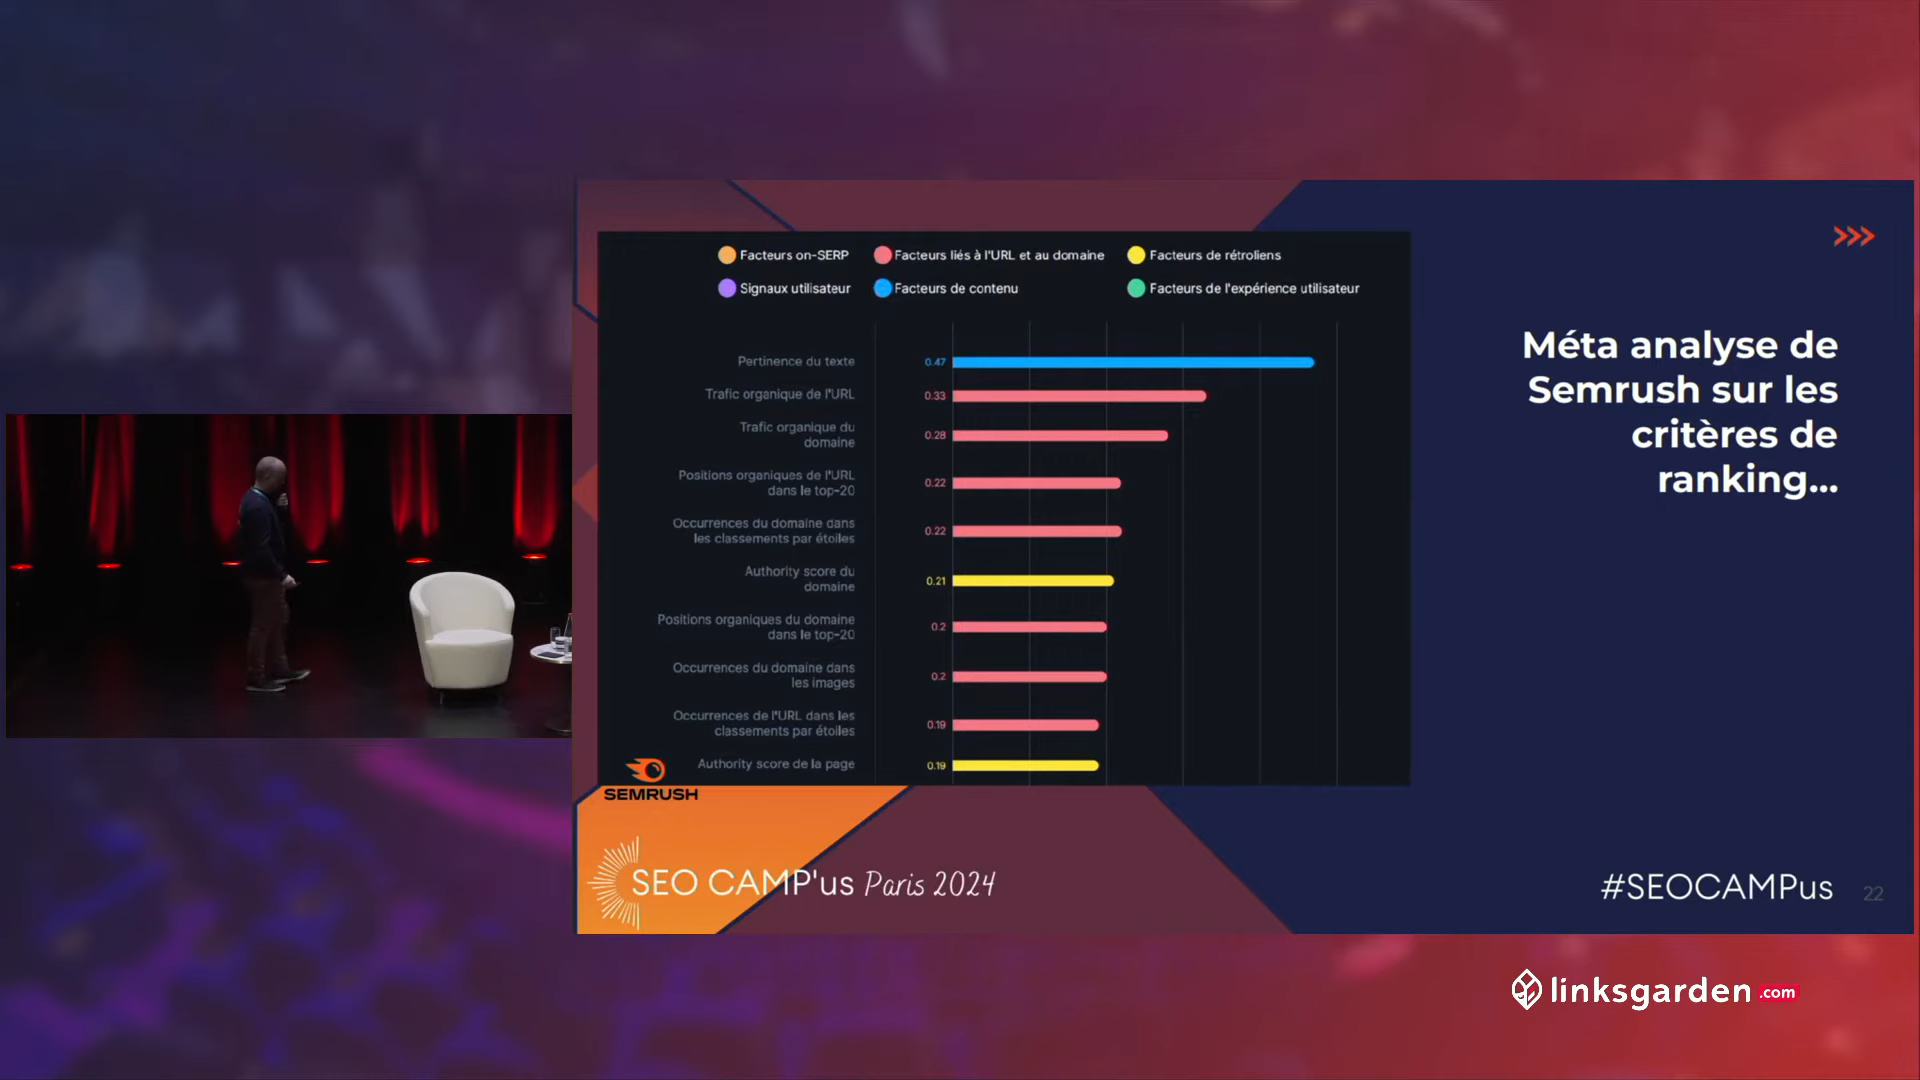 Facteurs on-SERP
Facteurs liés à l'URL et au domaine
Facteurs de rétroliens
Signaux utilisateur
Facteurs de contenu
Facteurs de l'expérience utilisateur
Pertinence du texte
0.47
Trafic organique de l'URL
0.33
Trafic organique du
domaine
0.28
Positions organiques de l'URL
dans le top-20
0.22
Occurrences du domaine dans
les classements par étoiles
0.22
Authority score du
domaine
0.21
Positions organiques du domaine
dans le top-20
0.2
Occurrences du domaine dans
les images
0.2
Occurrences de l'URL dans les
classements par étoiles
0.19
Authority score de la page
0.19
SEMRUSH
Méta analyse de
Semrush sur les
critères de
ranking...
SEO CAMP'us Paris 2024
#SEOCAMPus
22
linksgarden.com